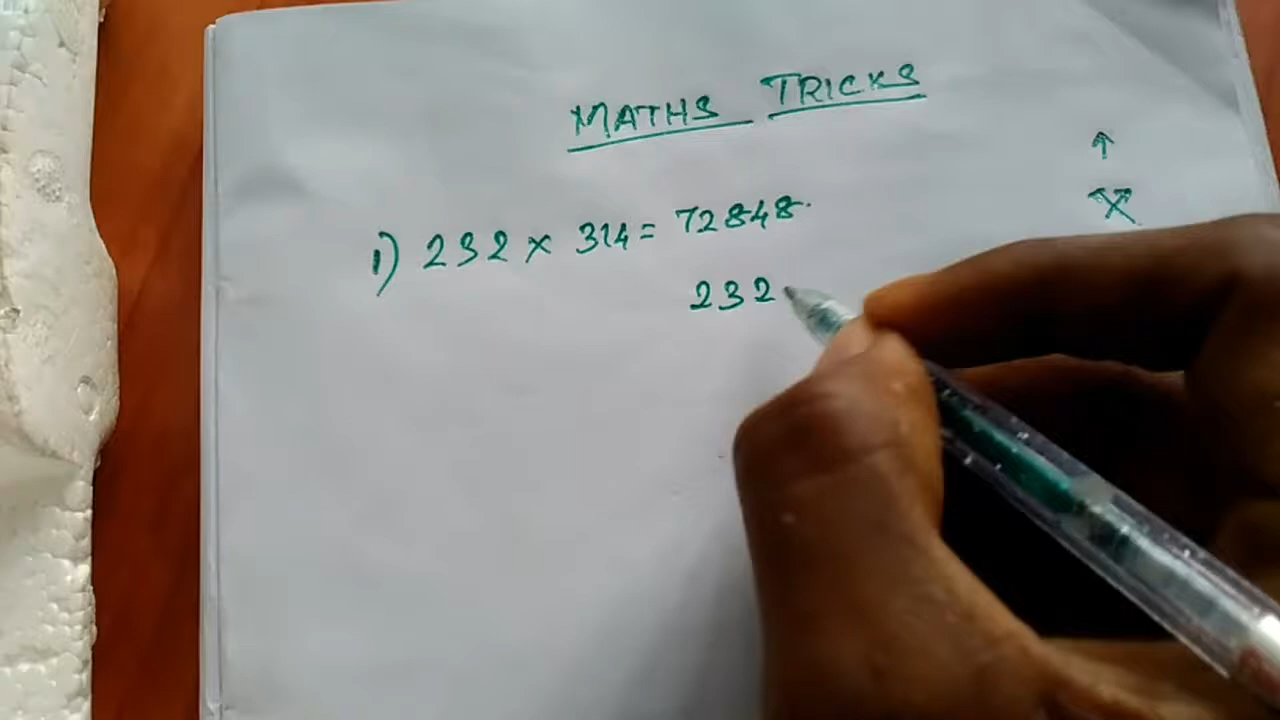 MATHS TRICKS
↑
X
1) 232 x 314 = 72848.
232